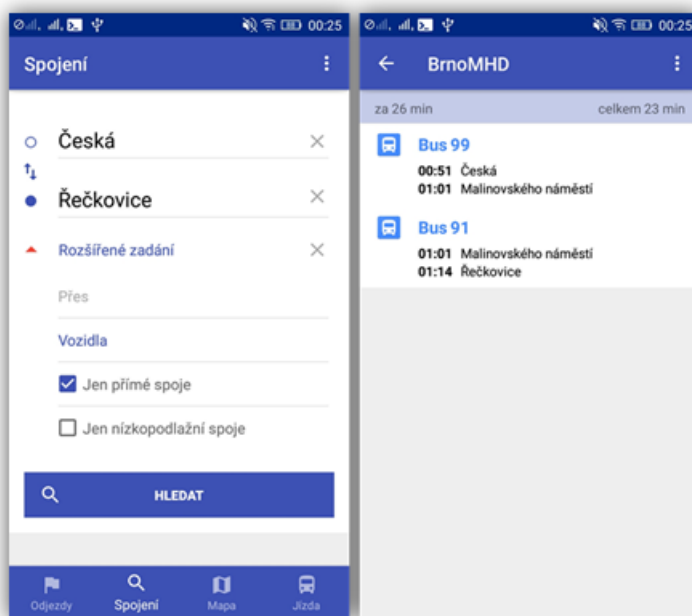 00:25
Spojení
Česká
Řečkovice
Rozšířené zadání
Přes
Vozidla
Jen přímé spoje
Jen nízkopodlažní spoje
HLEDAT
Odjezdy
Spojení
Mapa
Jízda
00:25
BrnoMHD
za 26 min celkem 23 min
Bus 99
00:51 Česká
01:01 Malinovského náměstí
Bus 91
01:01 Malinovského náměstí
01:14 Řečkovice